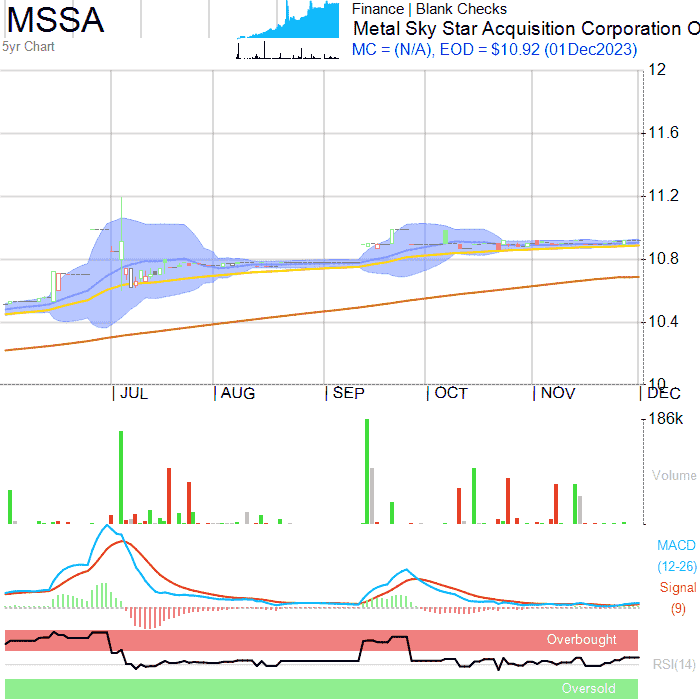 MSSA
5yr Chart
Finance | Blank Checks
Metal Sky Star Acquisition Corporation O
MC = (N/A), EOD = $10.92 (01Dec2023)
12
11.6
11.2
10.8
10.4
10
JUL AUG SEP OCT NOV DEC
186k
Volume
MACD
(12-26)
Signal
(9)
Overbought
RSI(14)
Oversold